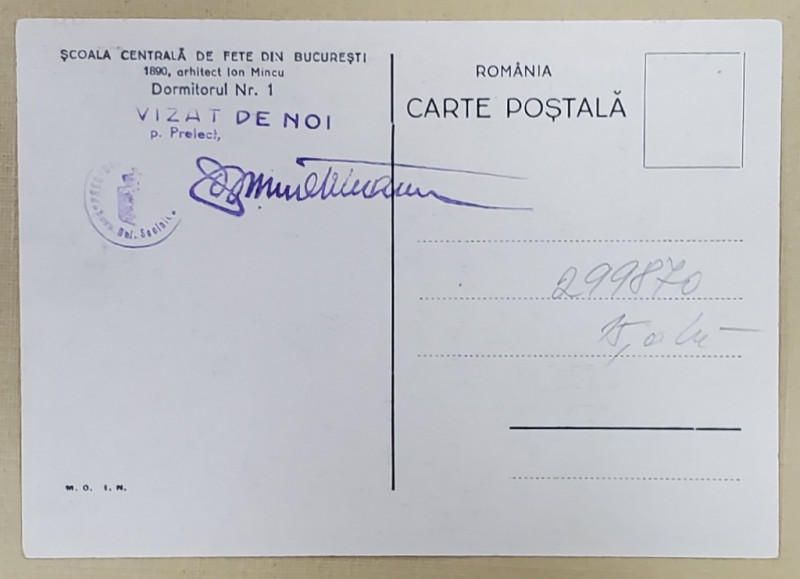 ȘCOALA CENTRALĂ DE FETE DIN BUCUREȘTI
1890, arhitect Ion Mincu
Dormitorul Nr. 1
VIZAT DE NOI
p. Prefect,
M. O. I. N.
ROMÂNIA
CARTE POȘTALĂ
299870